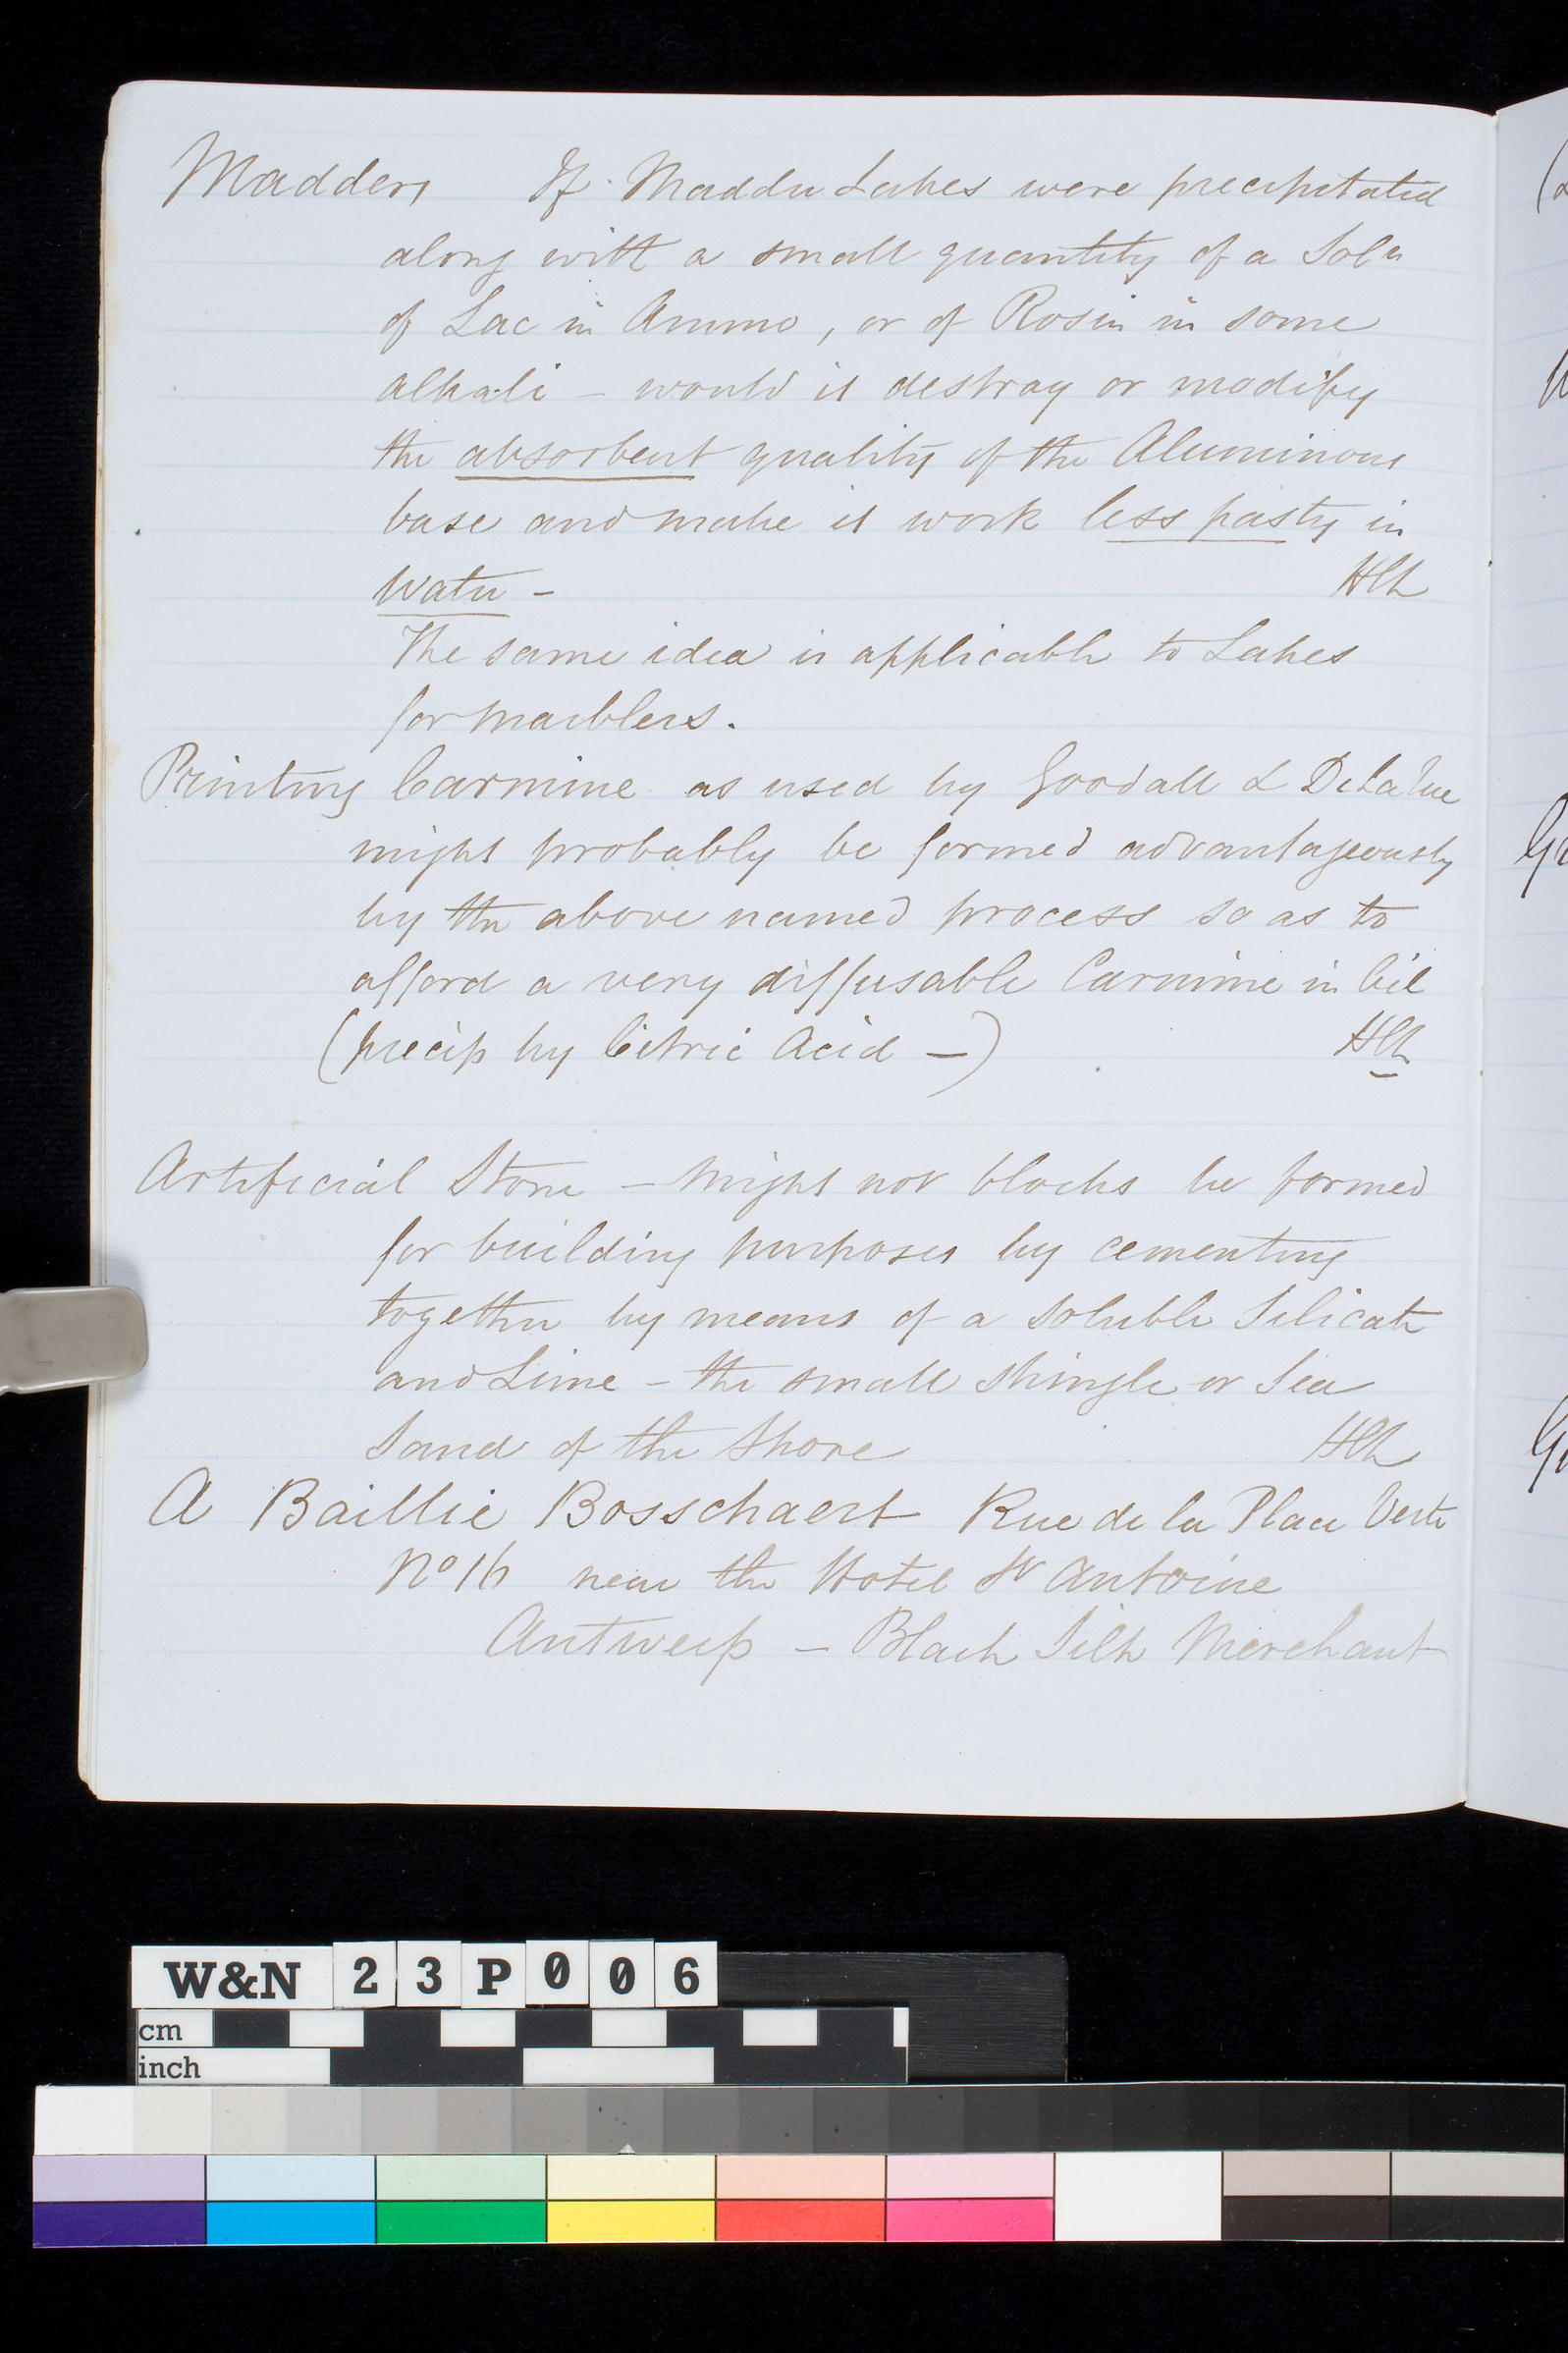 Madders If Madder Lakes were precipitated
along with a small quantity of a Soln
of Lac in Ammo, or of Rosin in some
alkali – would it destroy or modify
the absorbent quality of the Aluminous
base and make it work less pasty in
Water –
HCN
The same idea is applicable to Lakes
for Marblers.
Printing Carmine as used by Goodall & De La Rue
might probably be formed advantageously
by the above named process so as to
afford a very diffusable Carmine in Oil
(precip by Citric Acid –)
Artificial Stone – Might not blocks be formed
for building purposes by cementing
together by means of a soluble Silicate
and Lime – the small shingle or Sea
Sand of the Shore
A Baillie Bosschaert Rue de la Place Verte
No 16 near the Hotel St Antoine
Antwerp – Black Silk Merchant
W&N 23P006
cm
inch